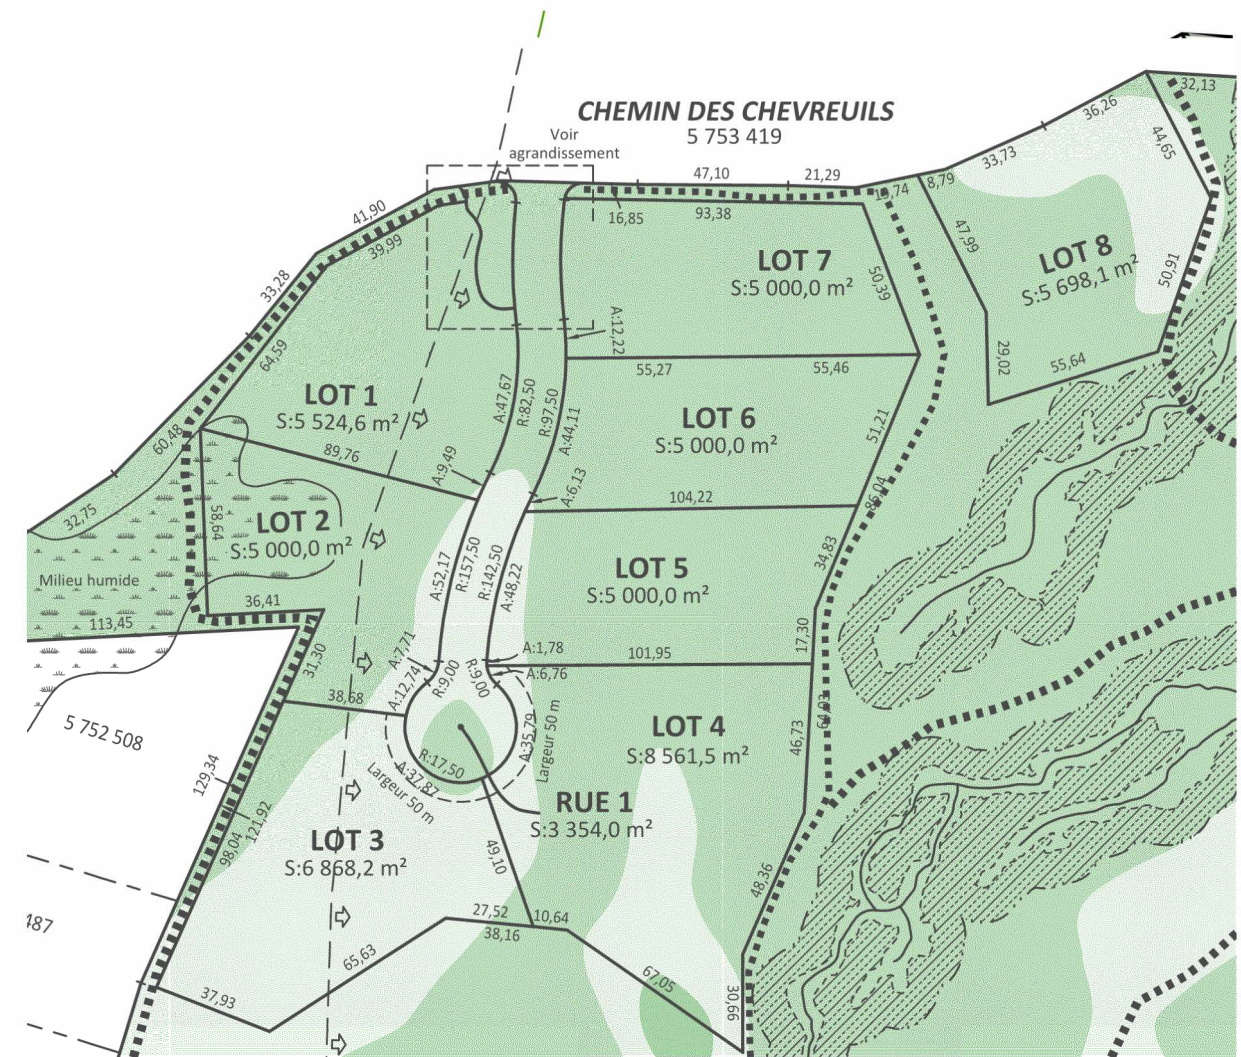 CHEMIN DES CHEVREUILS
5 753 419
Voir
agrandissement
32,13
36,26
44,65
33,73
47,10
21,29
19,74
8,79
41,90
39,99
16,85
93,38
47,99
LOT 7
S:5 000,0 m²
50,39
LOT 8
S:5 698,1 m²
50,91
33,28
64,59
A:12,22
29,02
55,64
55,27
55,46
LOT 1
S:5 524,6 m²
A:47,67
R:82,50
R:97,50
A:44,11
LOT 6
S:5 000,0 m²
51,21
60,48
89,76
A:9,49
A:6,13
104,22
86,04
32,75
58,64
LOT 2
S:5 000,0 m²
34,83
Milieu humide
A:52,17
R:157,50
R:142,50
A:48,22
LOT 5
S:5 000,0 m²
36,41
113,45
17,30
31,30
A:7,71
A:12,74
R:9,00
R:9,00
A:1,78
A:6,76
101,95
38,68
64,03
5 752 508
LOT 4
S:8 561,5 m²
46,73
A:35,79
Largeur 50 m
R:17,50
A:37,87
Largeur 50 m
129,34
RUE 1
S:3 354,0 m²
121,92
98,04
LOT 3
S:6 868,2 m²
49,10
48,36
487
27,52
10,64
38,16
65,63
67,05
37,93
30,66